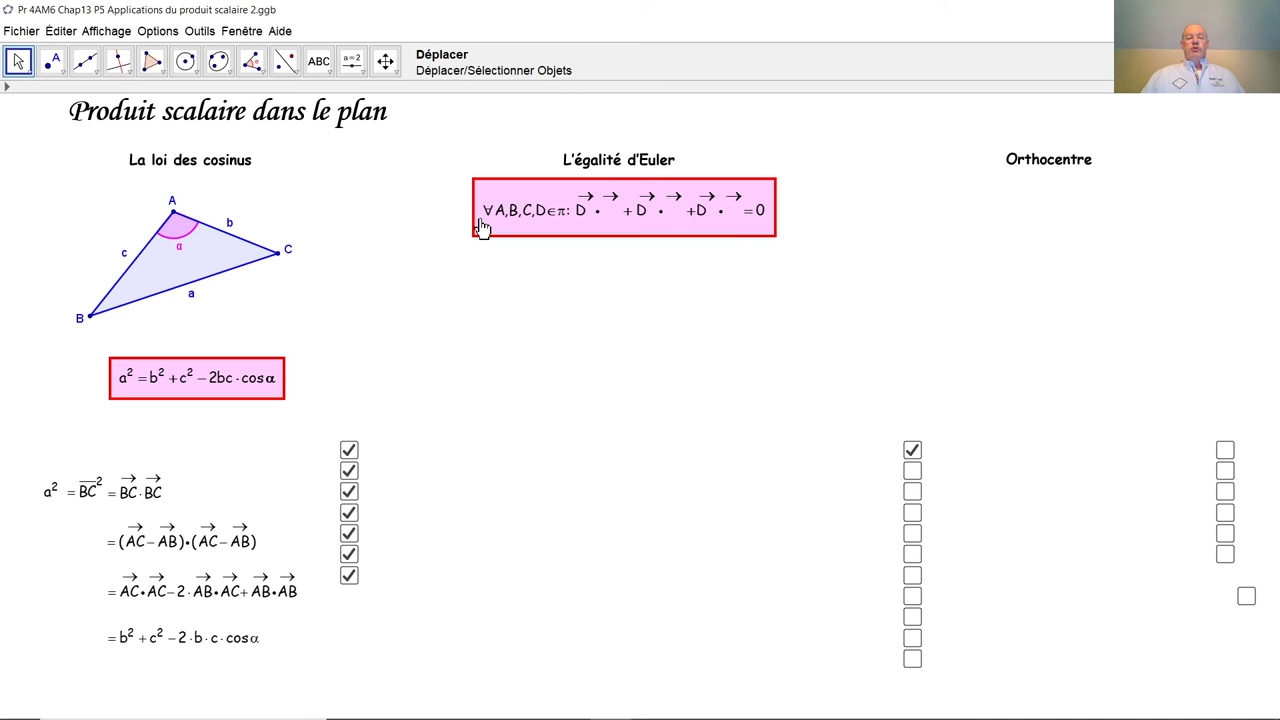 Pr 4AM6 Chap13 P5 Applications du produit scalaire 2.ggb
Fichier Éditer Affichage Options Outils Fenêtre Aide
A
α
ABC
a=2
Déplacer
Déplacer/Sélectionner Objets
Produit scalaire dans le plan
La loi des cosinus
A
b
C
c
α
a
B
a² = b² + c² − 2bc · cos α
a² = BC² = BC · BC
= (AC − AB) • (AC − AB)
= AC • AC − 2 · AB • AC + AB • AB
= b² + c² − 2 · b · c · cos α
L'égalité d'Euler
∀ A,B,C,D ∈ π : D→ • → + D→ • → + D→ • → = 0
Orthocentre